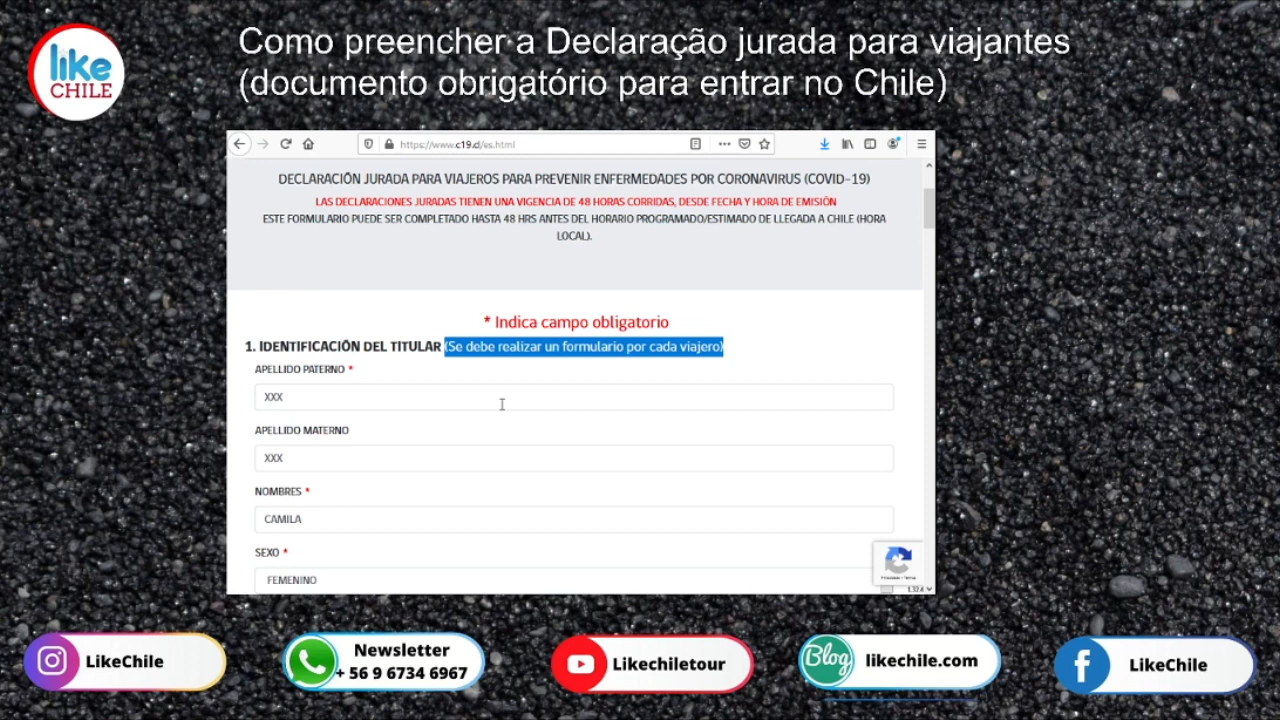 like
CHILE
Como preencher a Declaração jurada para viajantes
(documento obrigatório para entrar no Chile)
https://www.c19.cl/es.html
DECLARACIÓN JURADA PARA VIAJEROS PARA PREVENIR ENFERMEDADES POR CORONAVIRUS (COVID-19)
LAS DECLARACIONES JURADAS TIENEN UNA VIGENCIA DE 48 HORAS CORRIDAS, DESDE FECHA Y HORA DE EMISIÓN
ESTE FORMULARIO PUEDE SER COMPLETADO HASTA 48 HRS ANTES DEL HORARIO PROGRAMADO/ESTIMADO DE LLEGADA A CHILE (HORA
LOCAL).
* Indica campo obligatorio
1. IDENTIFICACIÓN DEL TITULAR (Se debe realizar un formulario por cada viajero)
APELLIDO PATERNO *
XXX
APELLIDO MATERNO
XXX
NOMBRES *
CAMILA
SEXO *
FEMENINO
LikeChile
Newsletter
+ 56 9 6734 6967
Likechiletour
Blog
likechile.com
LikeChile